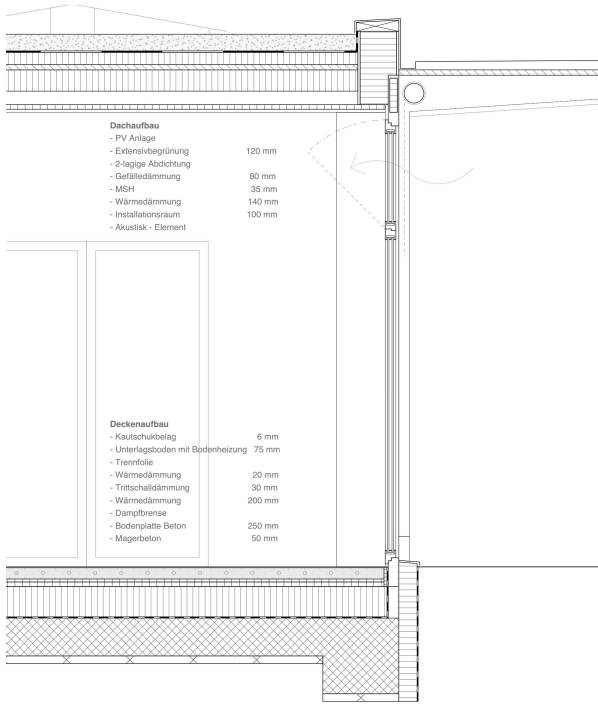 Dachaufbau
- PV Anlage
- Extensivbegrünung 120 mm
- 2-lagige Abdichtung
- Gefälledämmung 80 mm
- MSH 35 mm
- Wärmedämmung 140 mm
- Installationsraum 100 mm
- Akustisk - Element
Deckenaufbau
- Kautschukbelag 6 mm
- Unterlagsboden mit Bodenheizung 75 mm
- Trennfolie
- Wärmedämmung 20 mm
- Trittschalldämmung 30 mm
- Wärmedämmung 200 mm
- Dampfbrense
- Bodenplatte Beton 250 mm
- Magerbeton 50 mm